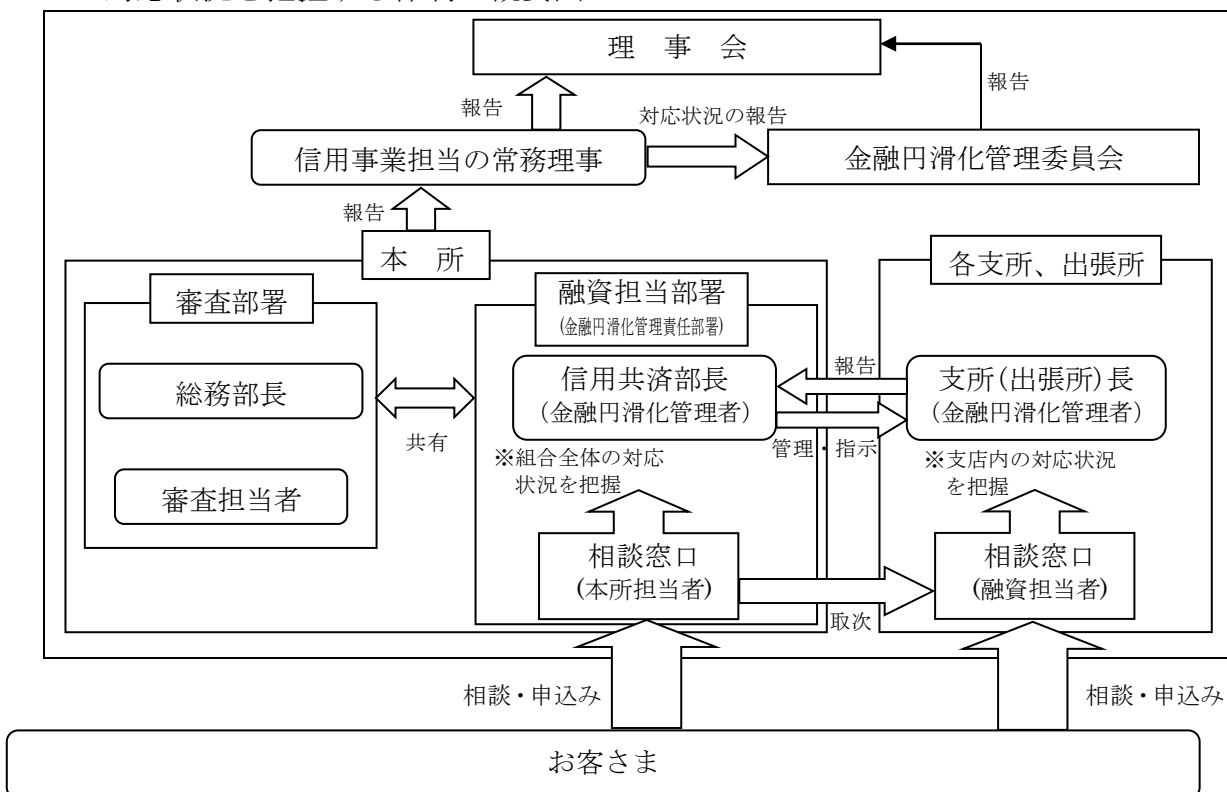 理 事 会
報告
報告
対応状況の報告
信用事業担当の常務理事
金融円滑化管理委員会
報告
本 所
各支所、出張所
審査部署
融資担当部署
(金融円滑化管理責任部署)
総務部長
共有
信用共済部長
(金融円滑化管理者)
報告
管理・指示
支所(出張所)長
(金融円滑化管理者)
※組合全体の対応
状況を把握
※支店内の対応状況
を把握
審査担当者
相談窓口
(本所担当者)
取次
相談窓口
(融資担当者)
相談・申込み
相談・申込み
お客さま